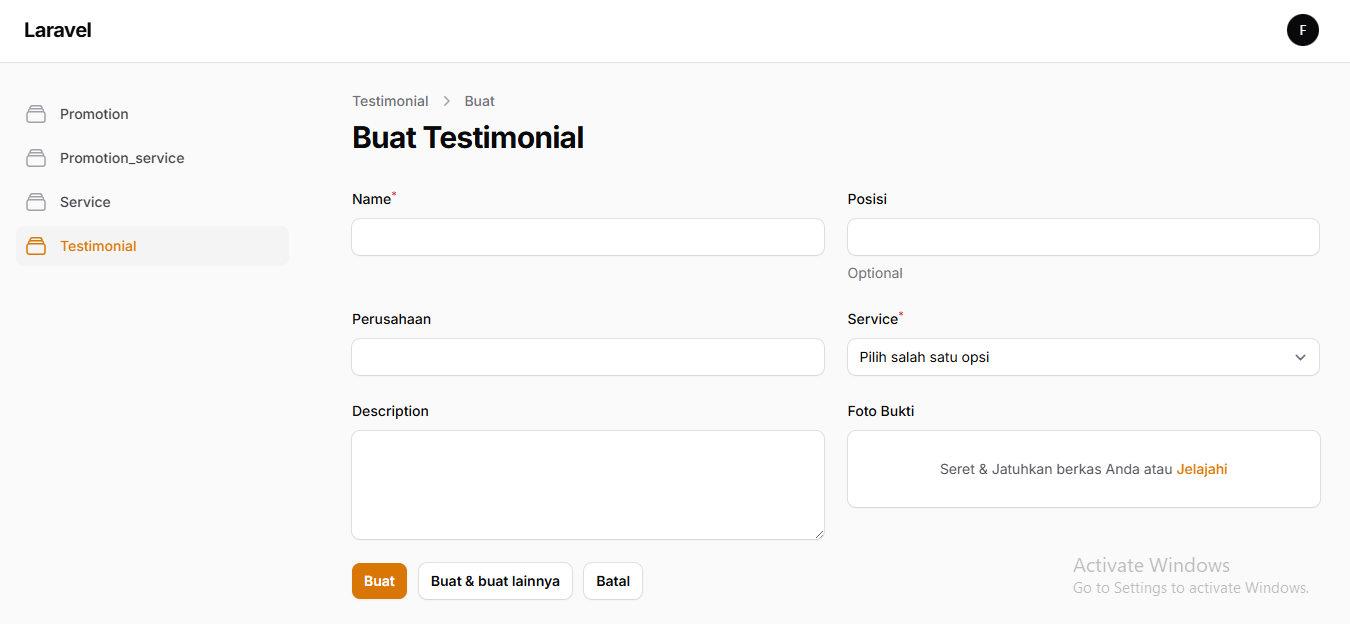 Laravel
F
Promotion
Promotion_service
Service
Testimonial
Testimonial > Buat
Buat Testimonial
Name*
Posisi
Optional
Perusahaan
Service*
Pilih salah satu opsi
Description
Foto Bukti
Seret & Jatuhkan berkas Anda atau Jelajahi
Buat
Buat & buat lainnya
Batal
Activate Windows
Go to Settings to activate Windows.